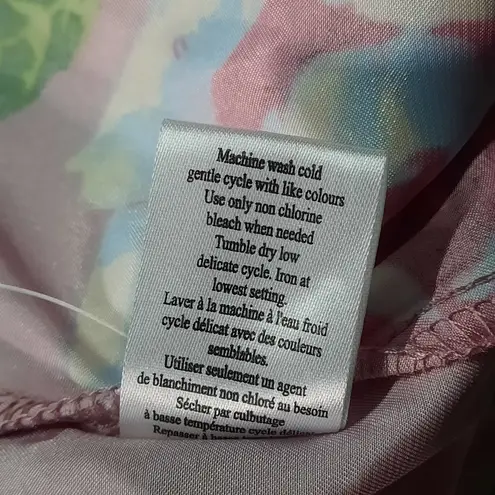 Machine wash cold
gentle cycle with like colours
Use only non chlorine
bleach when needed
Tumble dry low
delicate cycle. Iron at
lowest setting.
Laver à la machine à l'eau froid
cycle délicat avec des couleurs
semblables.
Utiliser seulement un agent
de blanchiment non chloré au besoin
Sécher par culbutage
à basse température cycle délicat
Repasser à basse